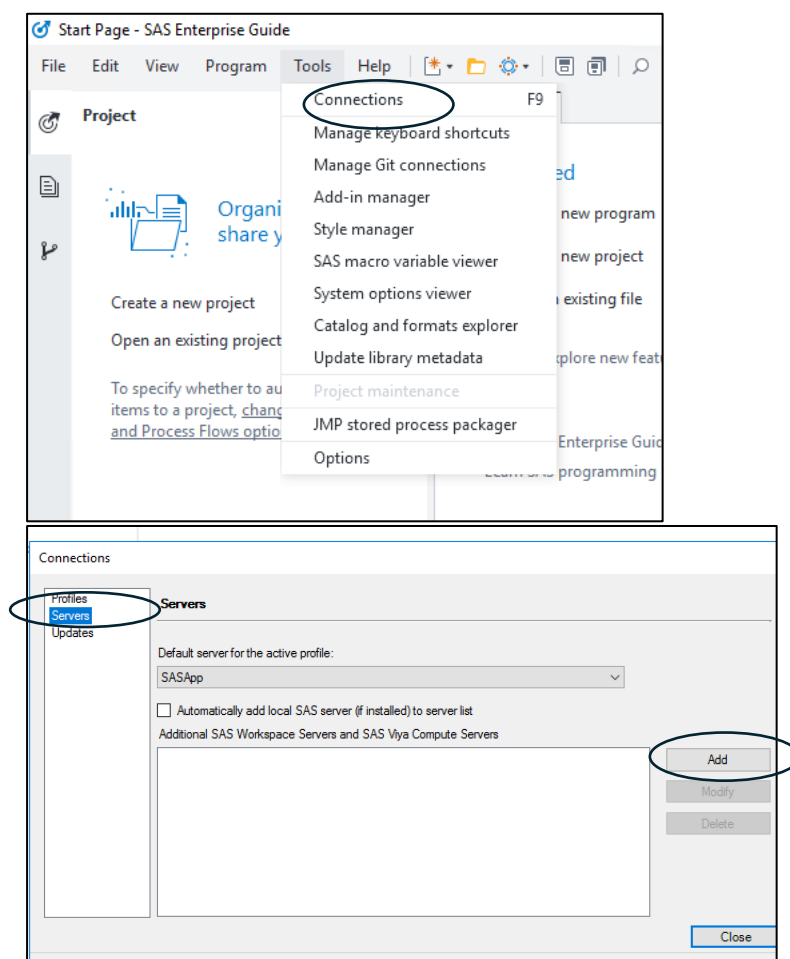 Start Page - SAS Enterprise Guide
File Edit View Program Tools Help
Project
Connections F9
Manage keyboard shortcuts
Manage Git connections
Add-in manager
Style manager
SAS macro variable viewer
System options viewer
Catalog and formats explorer
Update library metadata
Project maintenance
JMP stored process packager
Options
Organi
share y
Create a new project
Open an existing project
To specify whether to au
items to a project, chang
and Process Flows optio
ed
new program
new project
existing file
xplore new feat
Enterprise Guid
programming
Connections
Profiles
Servers
Updates
Servers
Default server for the active profile:
SASApp
Automatically add local SAS server (if installed) to server list
Additional SAS Workspace Servers and SAS Viya Compute Servers
Add
Modify
Delete
Close